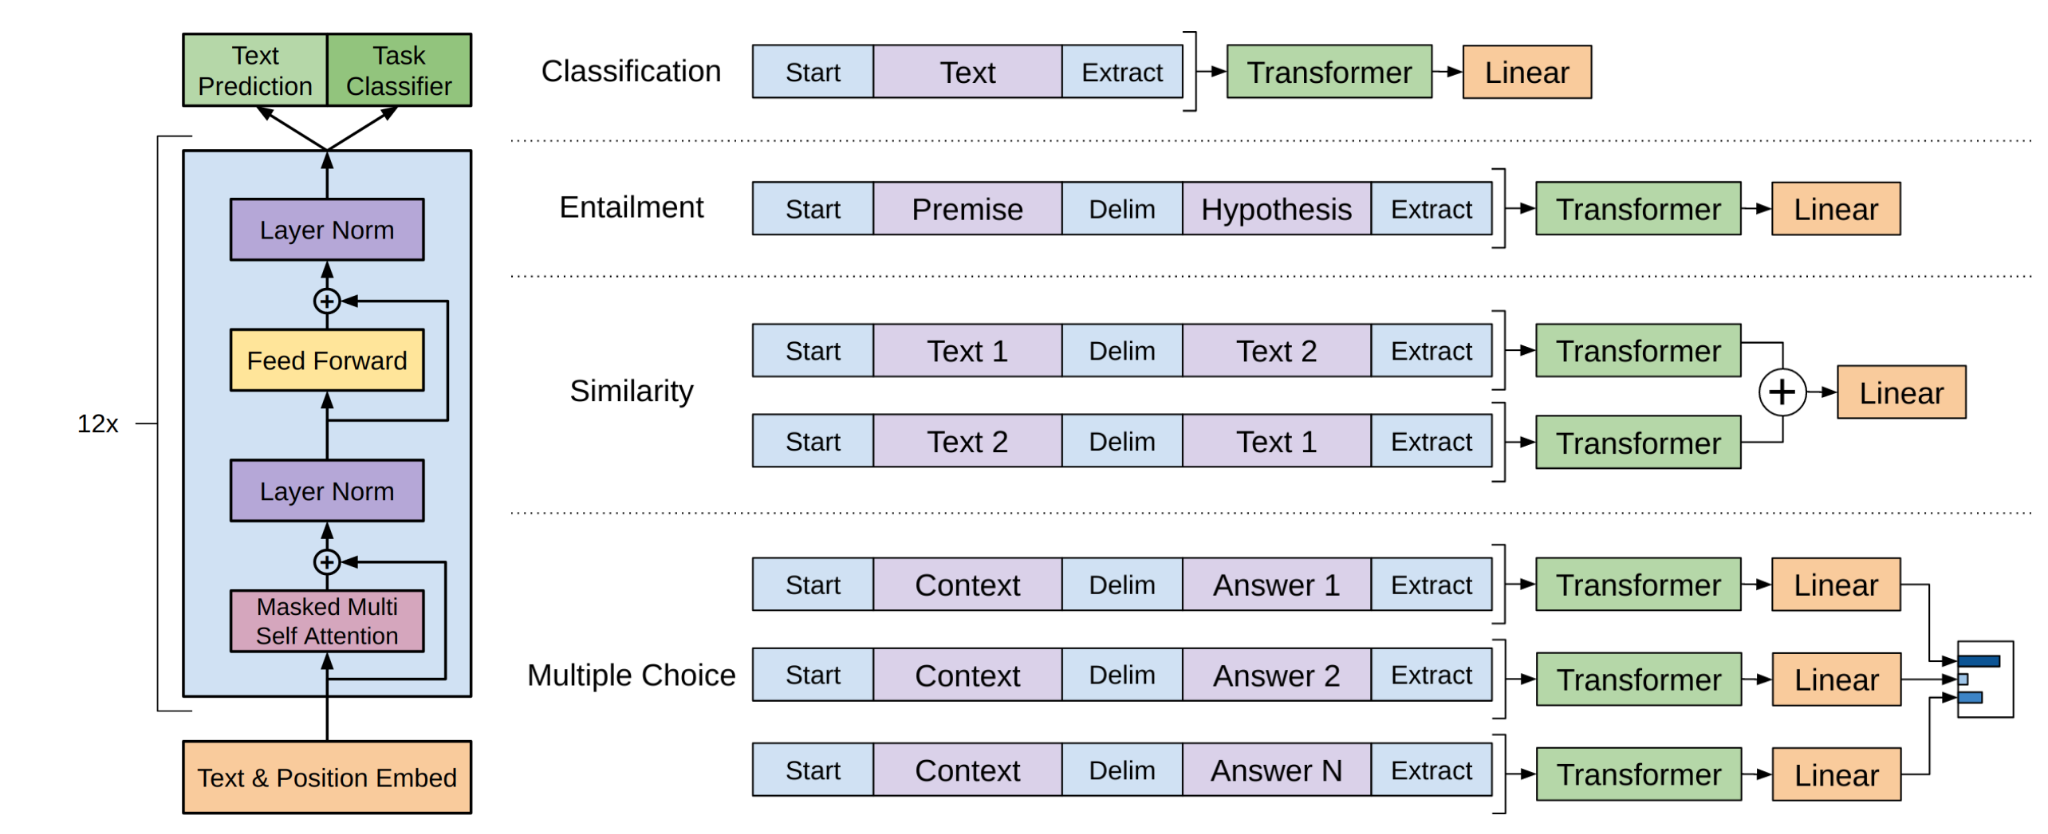 Text
Prediction
Task
Classifier
12x
Layer Norm
+
Feed Forward
Layer Norm
+
Masked Multi
Self Attention
Text & Position Embed
Classification
Start Text Extract Transformer Linear
Entailment
Start Premise Delim Hypothesis Extract Transformer Linear
Similarity
Start Text 1 Delim Text 2 Extract Transformer
Start Text 2 Delim Text 1 Extract Transformer
+
Linear
Multiple Choice
Start Context Delim Answer 1 Extract Transformer Linear
Start Context Delim Answer 2 Extract Transformer Linear
Start Context Delim Answer N Extract Transformer Linear